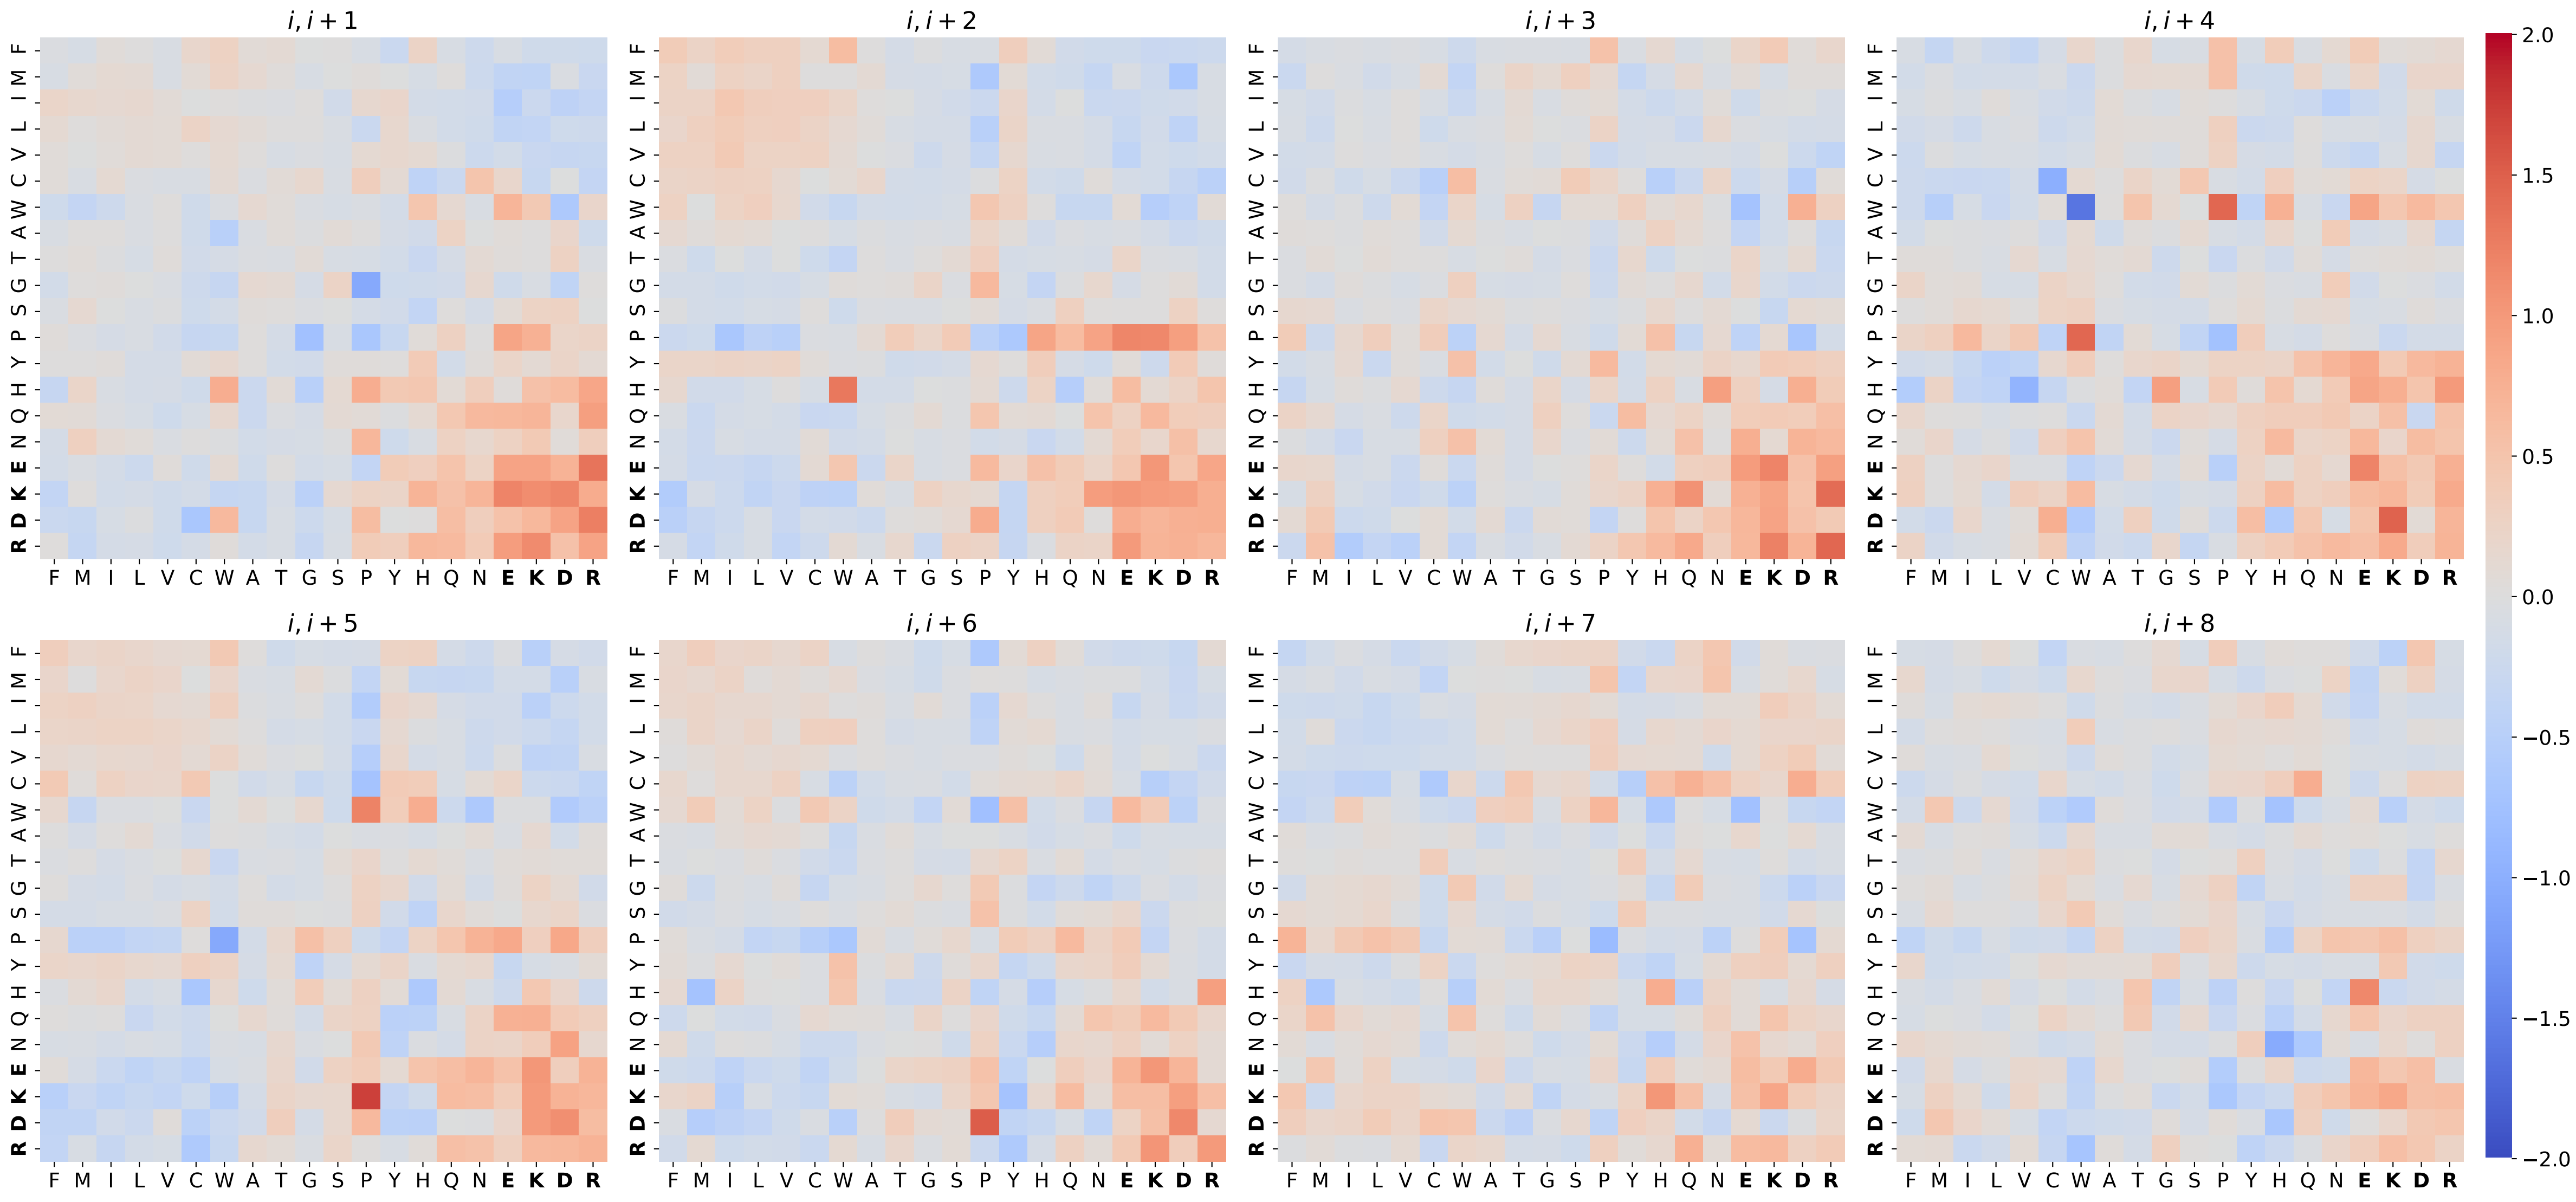 i, i + 1
i, i + 2
i, i + 3
i, i + 4
F M I L V C W A T G S P Y H Q N E K D R
F M I L V C W A T G S P Y H Q N E K D R
F M I L V C W A T G S P Y H Q N E K D R
F M I L V C W A T G S P Y H Q N E K D R
F M I L V C W A T G S P Y H Q N E K D R
F M I L V C W A T G S P Y H Q N E K D R
F M I L V C W A T G S P Y H Q N E K D R
F M I L V C W A T G S P Y H Q N E K D R
i, i + 5
i, i + 6
i, i + 7
i, i + 8
F M I L V C W A T G S P Y H Q N E K D R
F M I L V C W A T G S P Y H Q N E K D R
F M I L V C W A T G S P Y H Q N E K D R
F M I L V C W A T G S P Y H Q N E K D R
F M I L V C W A T G S P Y H Q N E K D R
F M I L V C W A T G S P Y H Q N E K D R
F M I L V C W A T G S P Y H Q N E K D R
F M I L V C W A T G S P Y H Q N E K D R
2.0
1.5
1.0
0.5
0.0
−0.5
−1.0
−1.5
−2.0